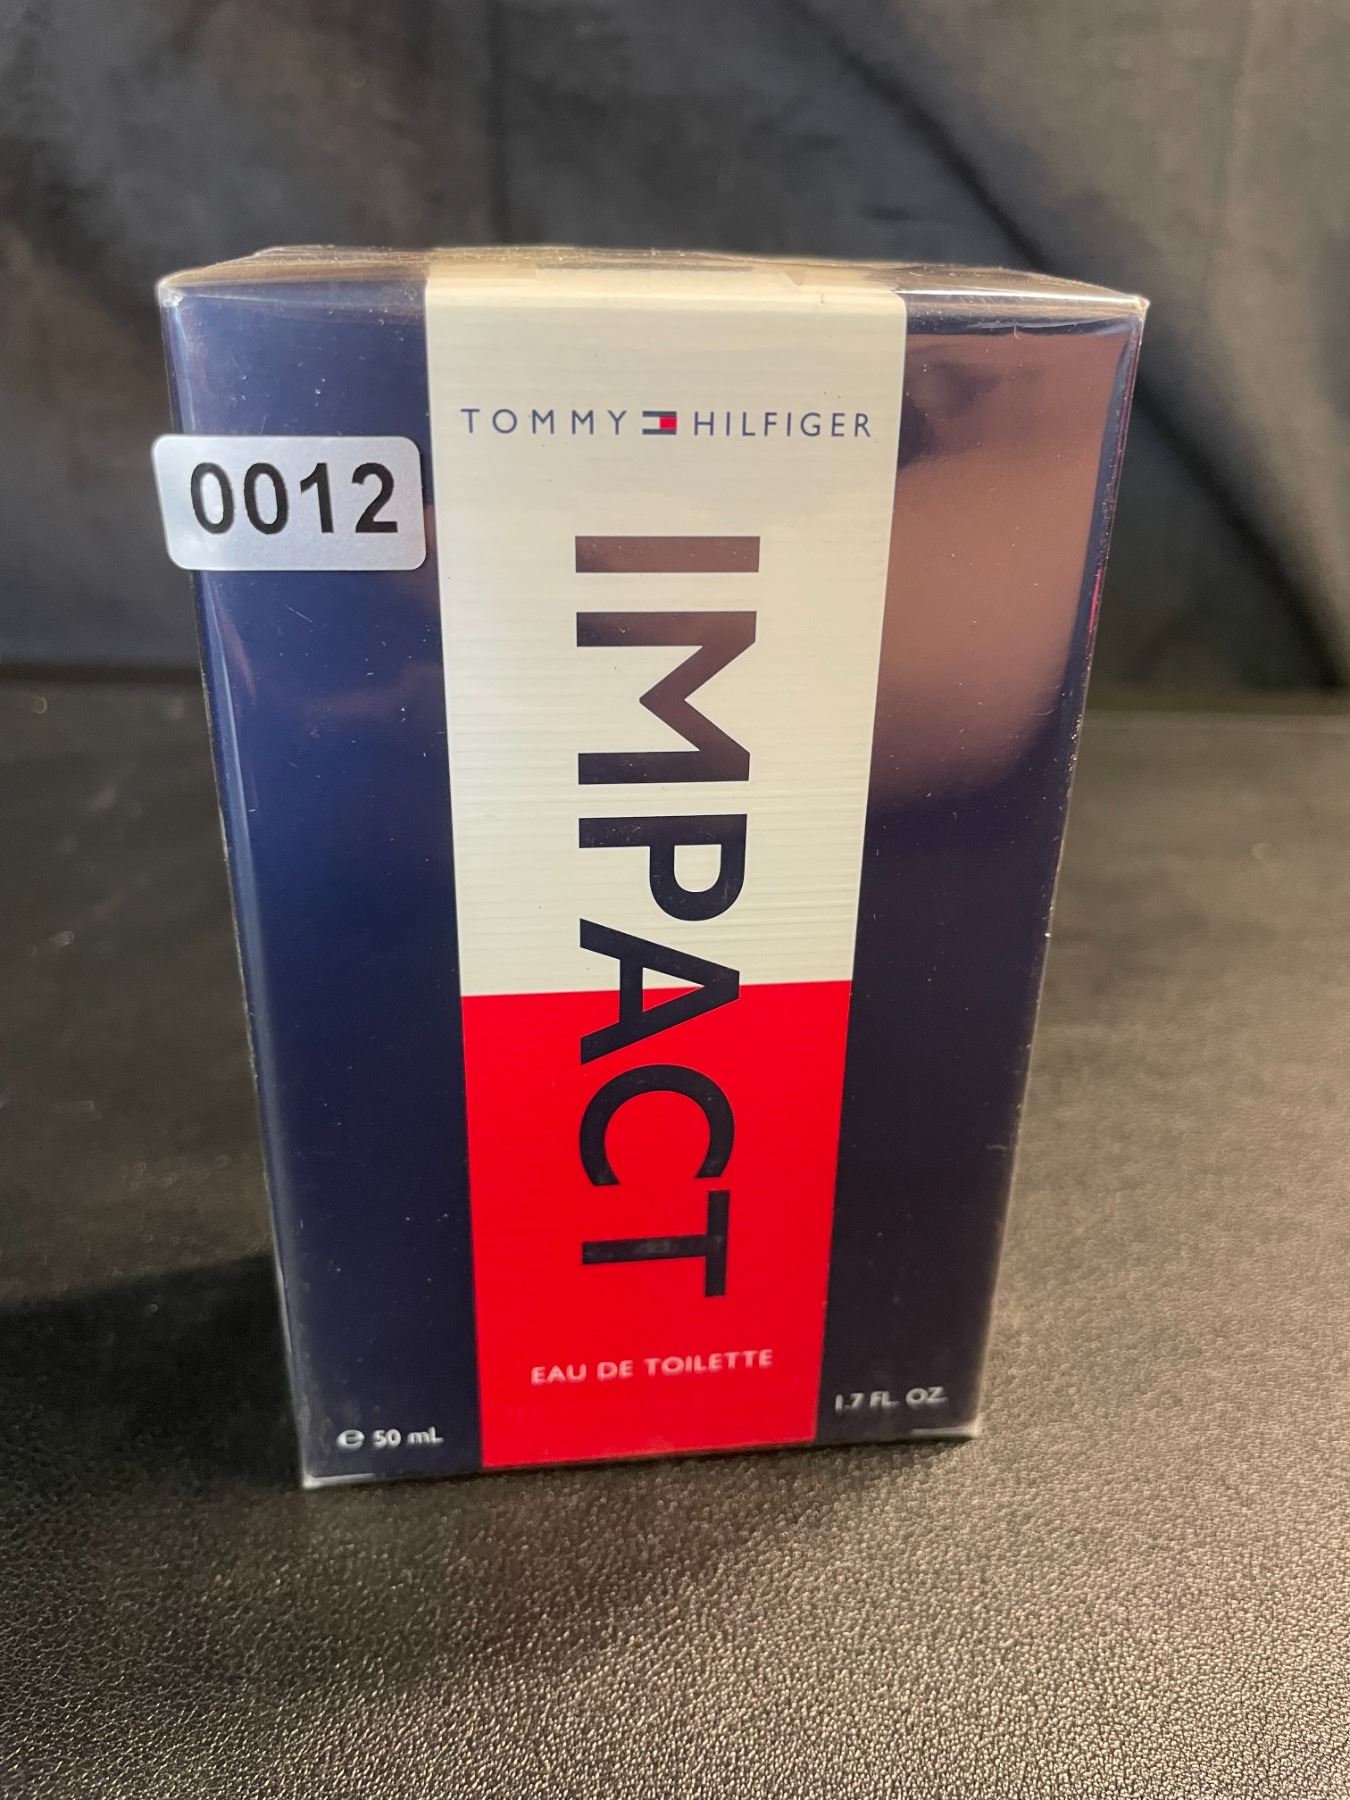 TOMMY HILFIGER
0012
IMPACT
EAU DE TOILETTE
e 50 mL
1.7 FL. OZ.